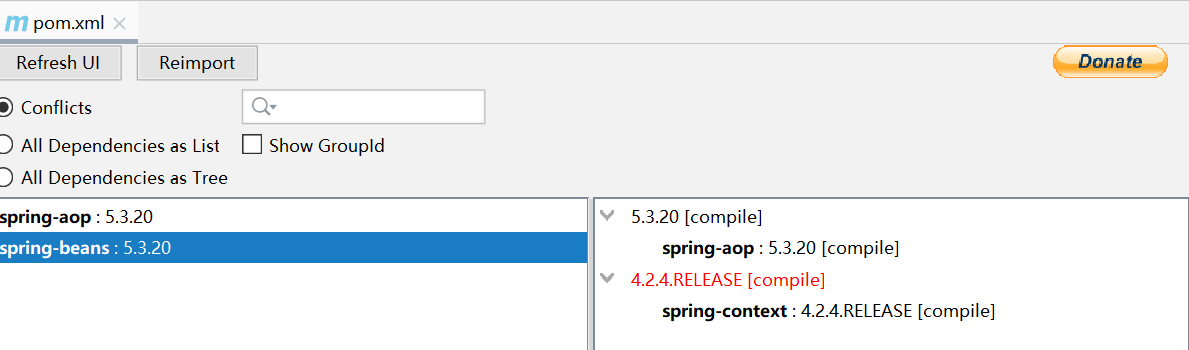 m pom.xml
Refresh UI Reimport Donate
Conflicts
All Dependencies as List Show GroupId
All Dependencies as Tree
spring-aop : 5.3.20
spring-beans : 5.3.20
5.3.20 [compile]
spring-aop : 5.3.20 [compile]
4.2.4.RELEASE [compile]
spring-context : 4.2.4.RELEASE [compile]